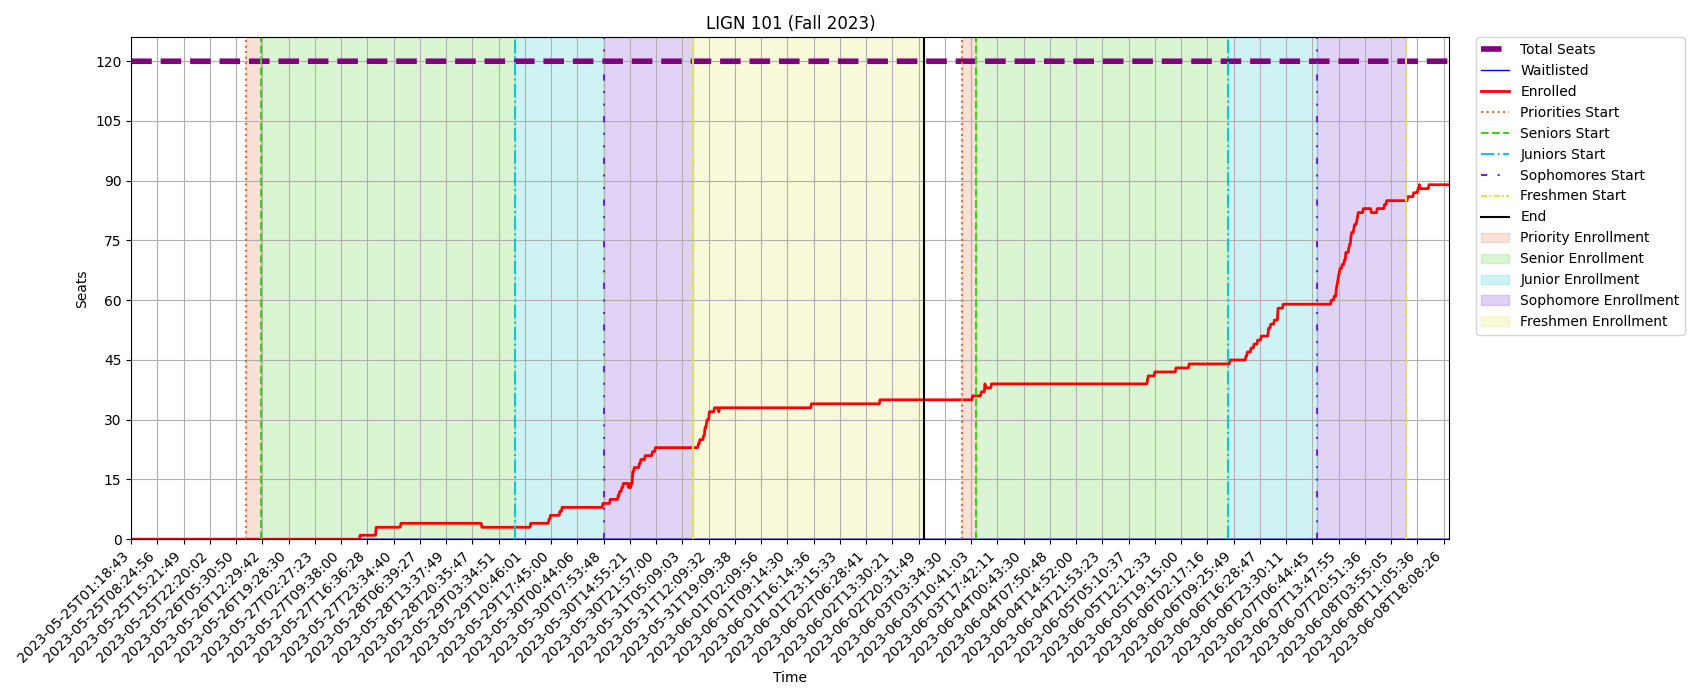 LIGN 101 (Fall 2023)
Seats
120
105
90
75
60
45
30
15
0
2023-05-25T01:18:43
2023-05-25T08:24:56
2023-05-25T15:21:49
2023-05-25T22:20:02
2023-05-26T05:30:50
2023-05-26T12:29:42
2023-05-26T19:28:30
2023-05-27T02:27:23
2023-05-27T09:38:00
2023-05-27T16:36:28
2023-05-27T23:34:40
2023-05-28T06:39:27
2023-05-28T13:37:49
2023-05-28T20:35:47
2023-05-29T03:34:51
2023-05-29T10:46:01
2023-05-29T17:45:00
2023-05-30T00:44:06
2023-05-30T07:53:48
2023-05-30T14:55:21
2023-05-30T21:57:00
2023-05-31T05:09:03
2023-05-31T12:09:32
2023-05-31T19:09:38
2023-06-01T02:09:56
2023-06-01T09:14:30
2023-06-01T16:14:36
2023-06-01T23:15:33
2023-06-02T06:28:41
2023-06-02T13:30:21
2023-06-02T20:31:49
2023-06-03T03:34:30
2023-06-03T10:41:03
2023-06-03T17:42:11
2023-06-04T00:43:30
2023-06-04T07:50:48
2023-06-04T14:52:00
2023-06-04T21:53:23
2023-06-05T05:10:37
2023-06-05T12:12:33
2023-06-05T19:15:00
2023-06-06T02:17:16
2023-06-06T09:25:49
2023-06-06T16:28:47
2023-06-06T23:30:11
2023-06-07T06:44:45
2023-06-07T13:47:55
2023-06-07T20:51:36
2023-06-08T03:55:05
2023-06-08T11:05:36
2023-06-08T18:08:26
Time
Total Seats
Waitlisted
Enrolled
Priorities Start
Seniors Start
Juniors Start
Sophomores Start
Freshmen Start
End
Priority Enrollment
Senior Enrollment
Junior Enrollment
Sophomore Enrollment
Freshmen Enrollment